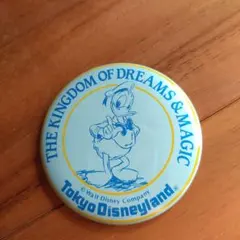 THE KINGDOM OF DREAMS & MAGIC
© Walt Disney Company
Tokyo Disneyland®